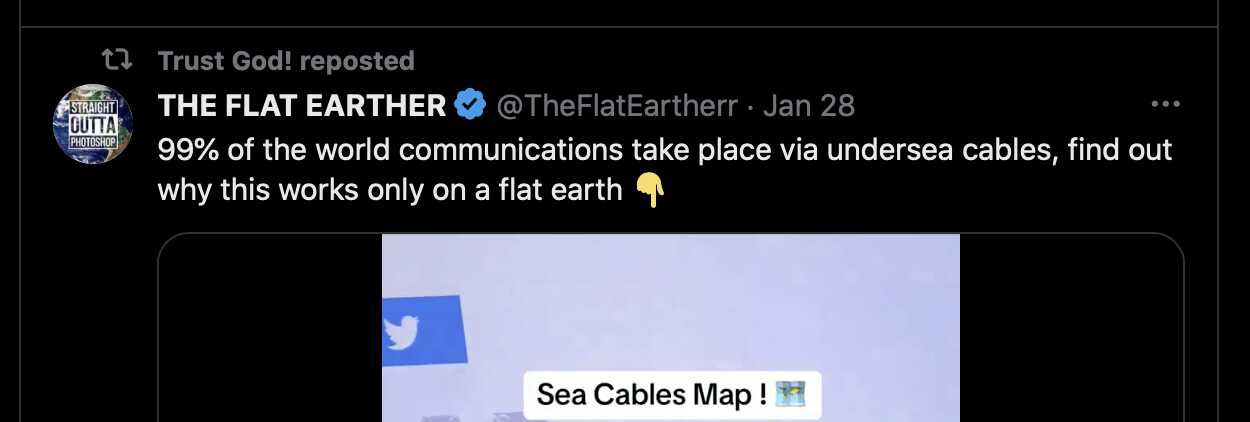 Trust God! reposted
THE FLAT EARTHER @TheFlatEartherr · Jan 28
STRAIGHT
OUTTA
PHOTOSHOP
99% of the world communications take place via undersea cables, find out
why this works only on a flat earth 👇
Sea Cables Map ! 🗺️